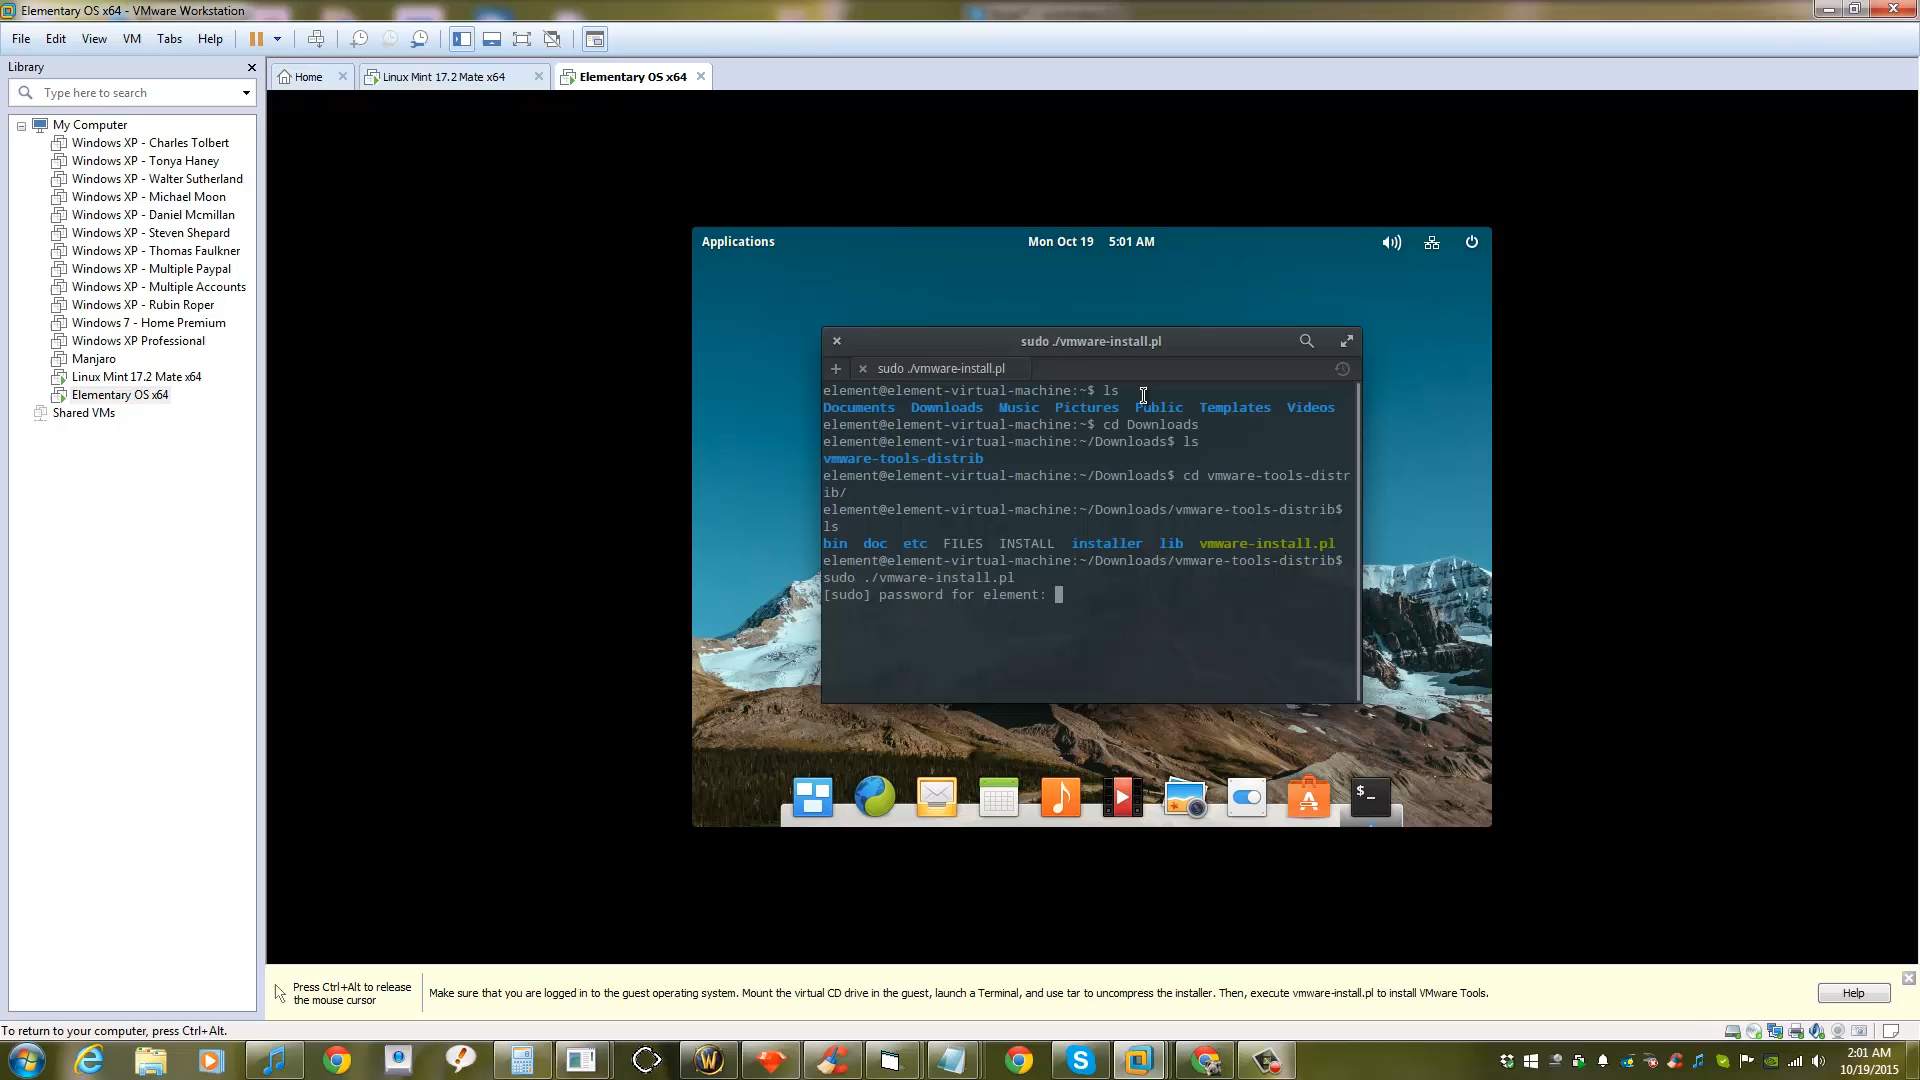 Elementary OS x64 - VMware Workstation
File Edit View VM Tabs Help
Library
Type here to search
Home
Linux Mint 17.2 Mate x64
Elementary OS x64
My Computer
Windows XP - Charles Tolbert
Windows XP - Tonya Haney
Windows XP - Walter Sutherland
Windows XP - Michael Moon
Windows XP - Daniel Mcmillan
Windows XP - Steven Shepard
Windows XP - Thomas Faulkner
Windows XP - Multiple Paypal
Windows XP - Multiple Accounts
Windows XP - Rubin Roper
Windows 7 - Home Premium
Windows XP Professional
Manjaro
Linux Mint 17.2 Mate x64
Elementary OS x64
Shared VMs
Applications
Mon Oct 19 5:01 AM
sudo ./vmware-install.pl
sudo ./vmware-install.pl
element@element-virtual-machine:~$ ls
Documents Downloads Music Pictures Public Templates Videos
element@element-virtual-machine:~$ cd Downloads
element@element-virtual-machine:~/Downloads$ ls
vmware-tools-distrib
element@element-virtual-machine:~/Downloads$ cd vmware-tools-distr
ib/
element@element-virtual-machine:~/Downloads/vmware-tools-distrib$
ls
bin doc etc FILES INSTALL installer lib vmware-install.pl
element@element-virtual-machine:~/Downloads/vmware-tools-distrib$
sudo ./vmware-install.pl
[sudo] password for element:
Press Ctrl+Alt to release
the mouse cursor
Make sure that you are logged in to the guest operating system. Mount the virtual CD drive in the guest, launch a Terminal, and use tar to uncompress the installer. Then, execute vmware-install.pl to install VMware Tools.
Help
To return to your computer, press Ctrl+Alt.
2:01 AM
10/19/2015